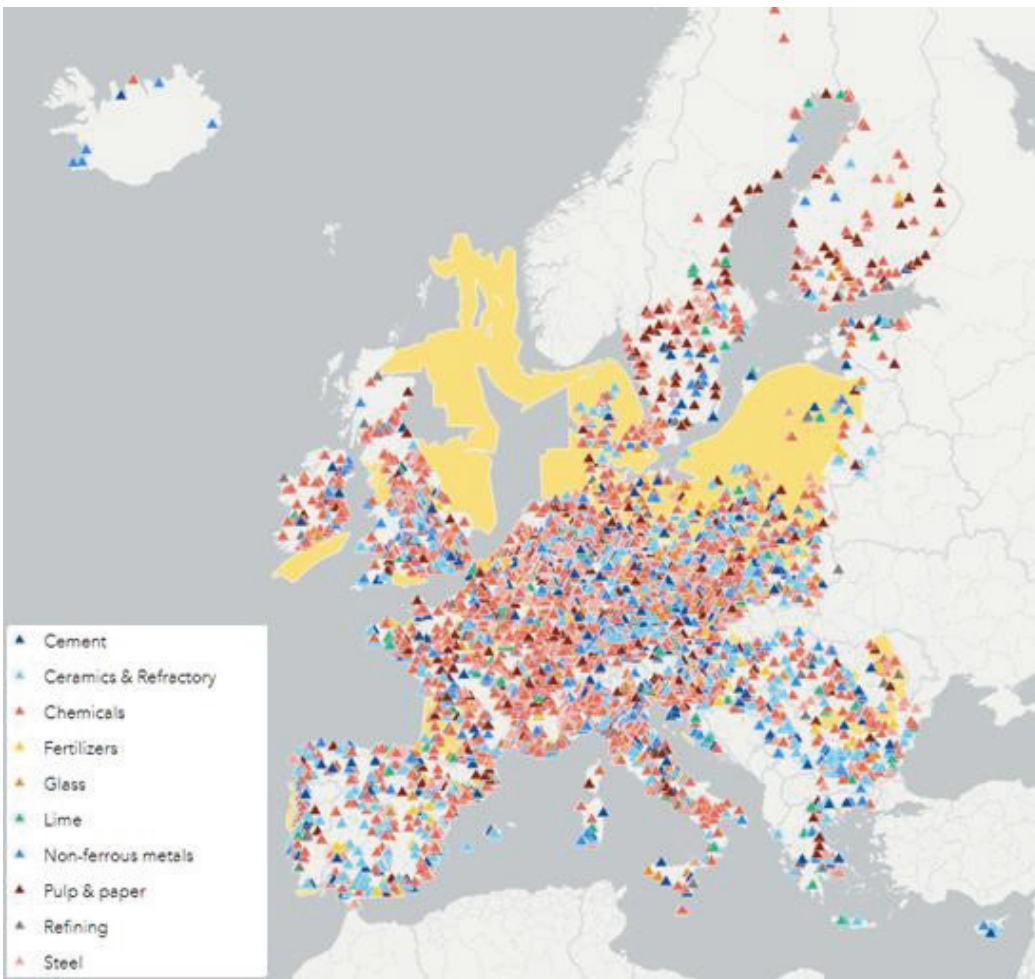 Cement
Ceramics & Refractory
Chemicals
Fertilizers
Glass
Lime
Non-ferrous metals
Pulp & paper
Refining
Steel